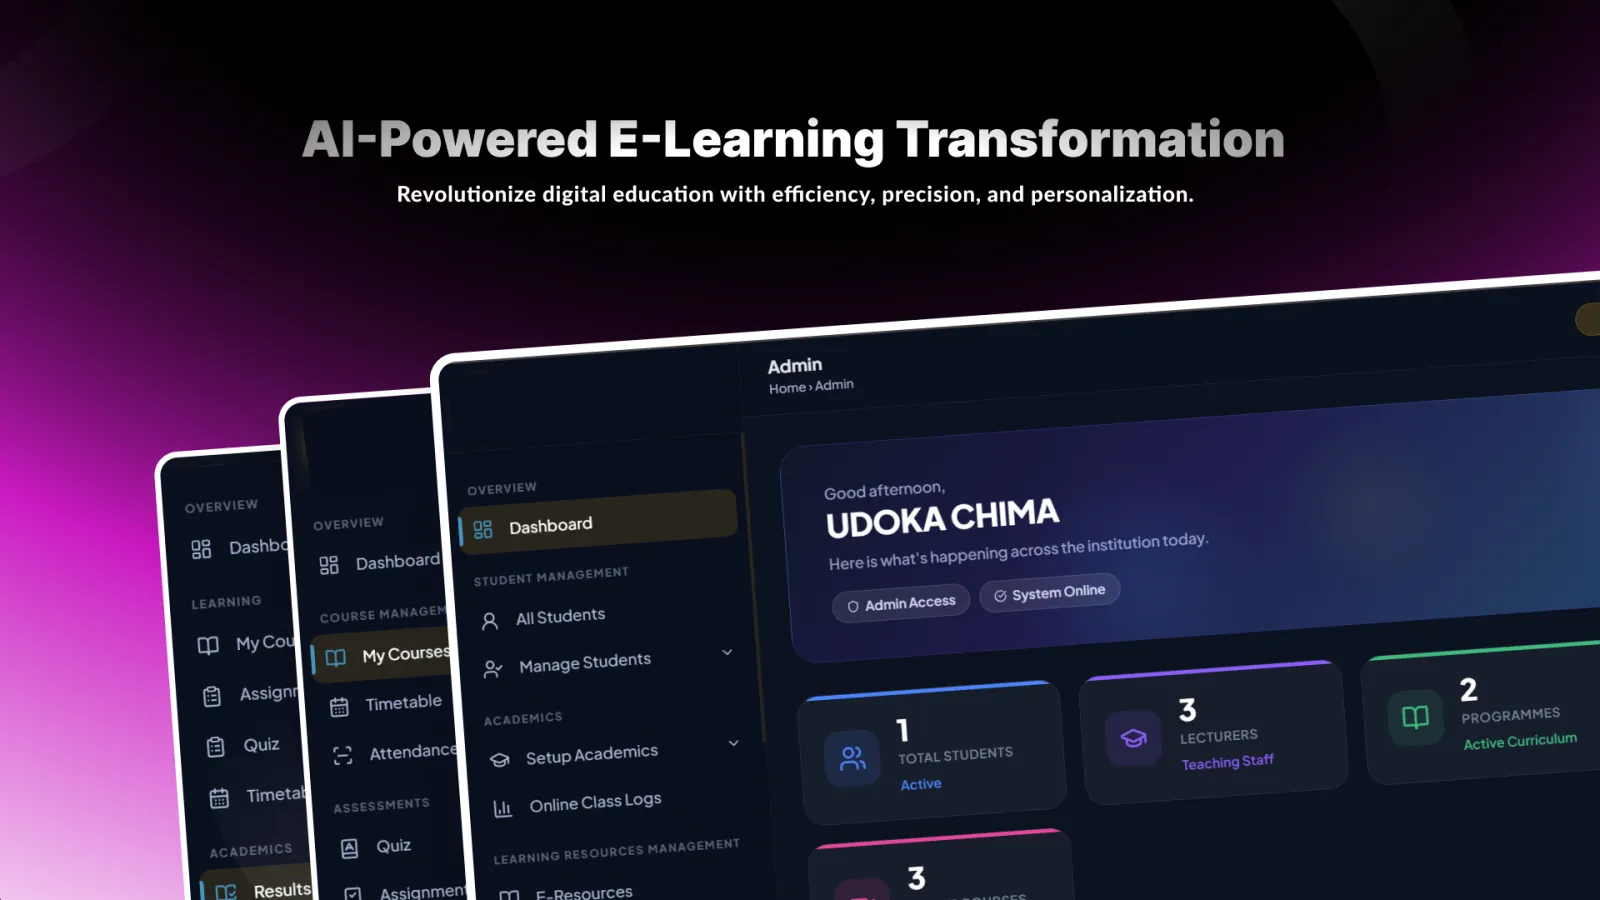 AI-Powered E-Learning Transformation
Revolutionize digital education with efficiency, precision, and personalization.
OVERVIEW
LEARNING
Quiz
ACADEMICS
Results
OVERVIEW
Dashboard
COURSE
My Courses
Timetable
Attendance
ASSESSMENTS
Quiz
Admin
Home › Admin
OVERVIEW
Dashboard
STUDENT MANAGEMENT
All Students
Manage Students
ACADEMICS
Setup Academics
Online Class Logs
LEARNING RESOURCES MANAGEMENT
E-Resources
Good afternoon,
UDOKA CHIMA
Here is what's happening across the institution today.
Admin Access
System Online
1
TOTAL STUDENTS
Active
3
LECTURERS
Teaching Staff
2
PROGRAMMES
Active Curriculum
3